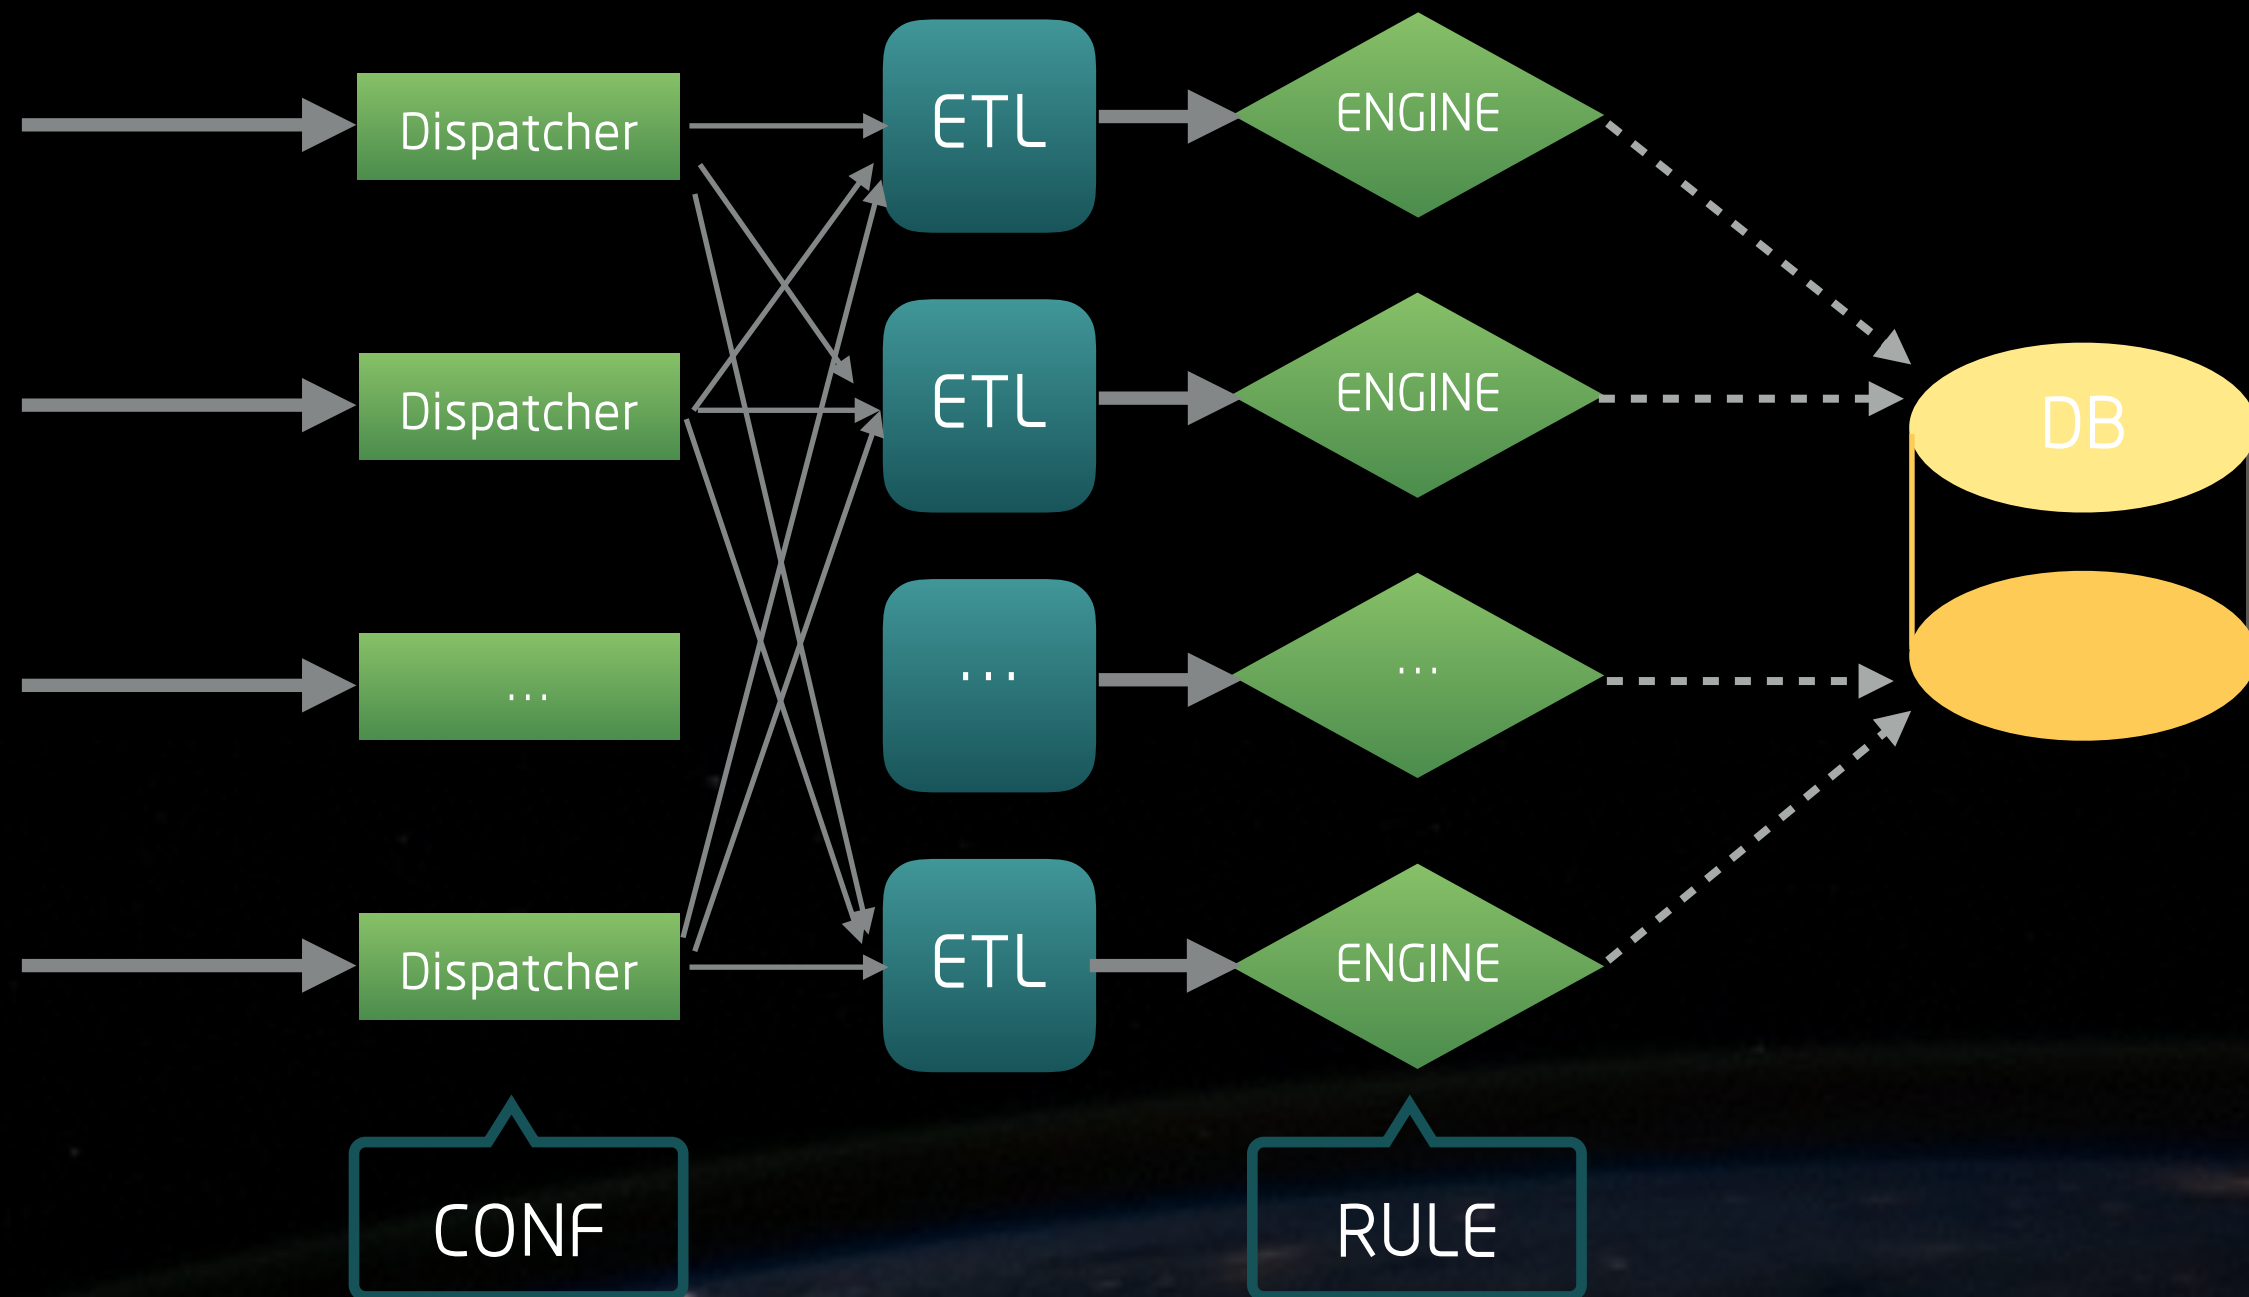 Dispatcher
ETL
ENGINE
Dispatcher
ETL
ENGINE
DB
...
...
...
Dispatcher
ETL
ENGINE
CONF
RULE